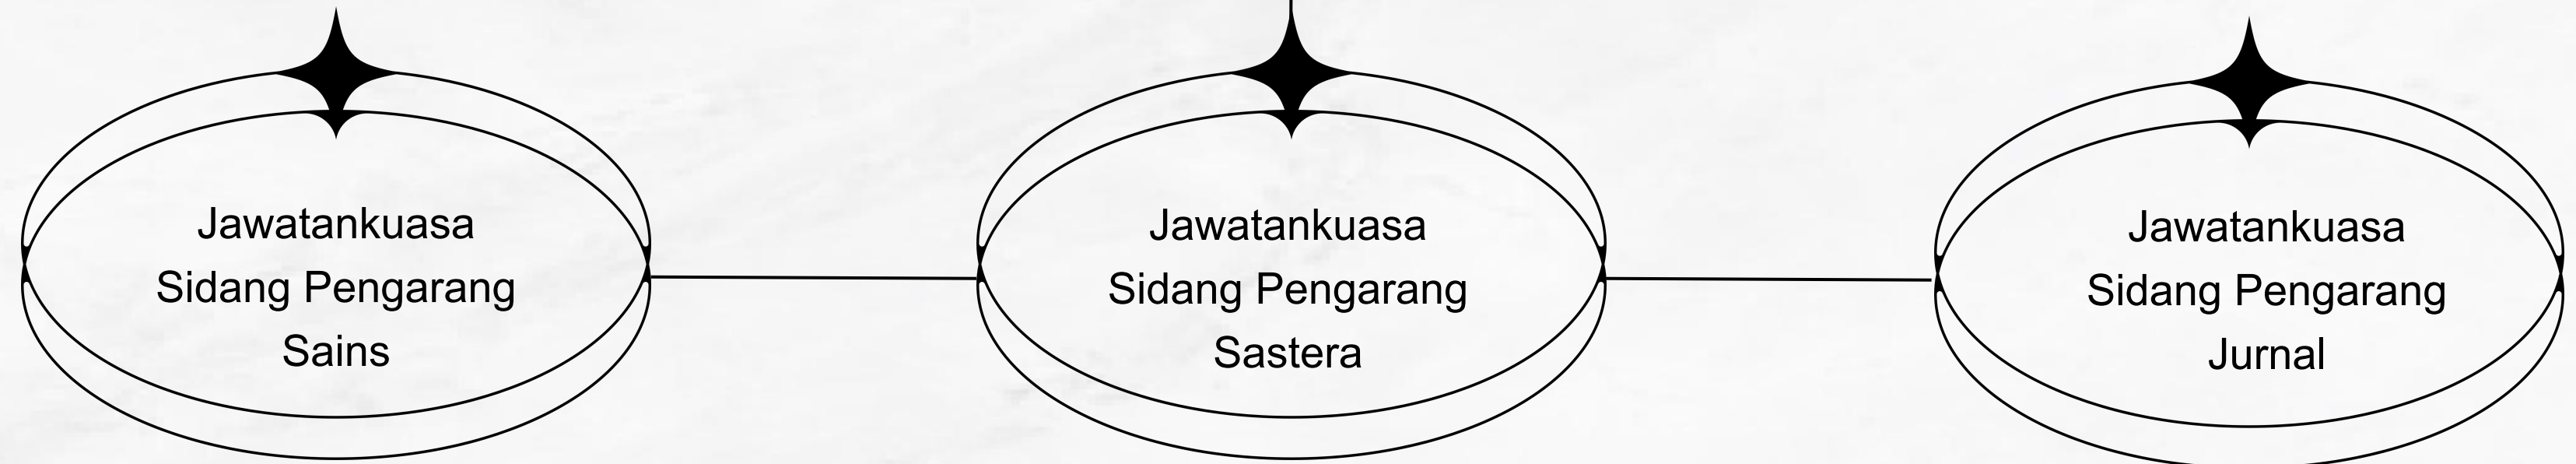 Jawatankuasa
Sidang Pengarang
Sains
Jawatankuasa
Sidang Pengarang
Sastera
Jawatankuasa
Sidang Pengarang
Jurnal